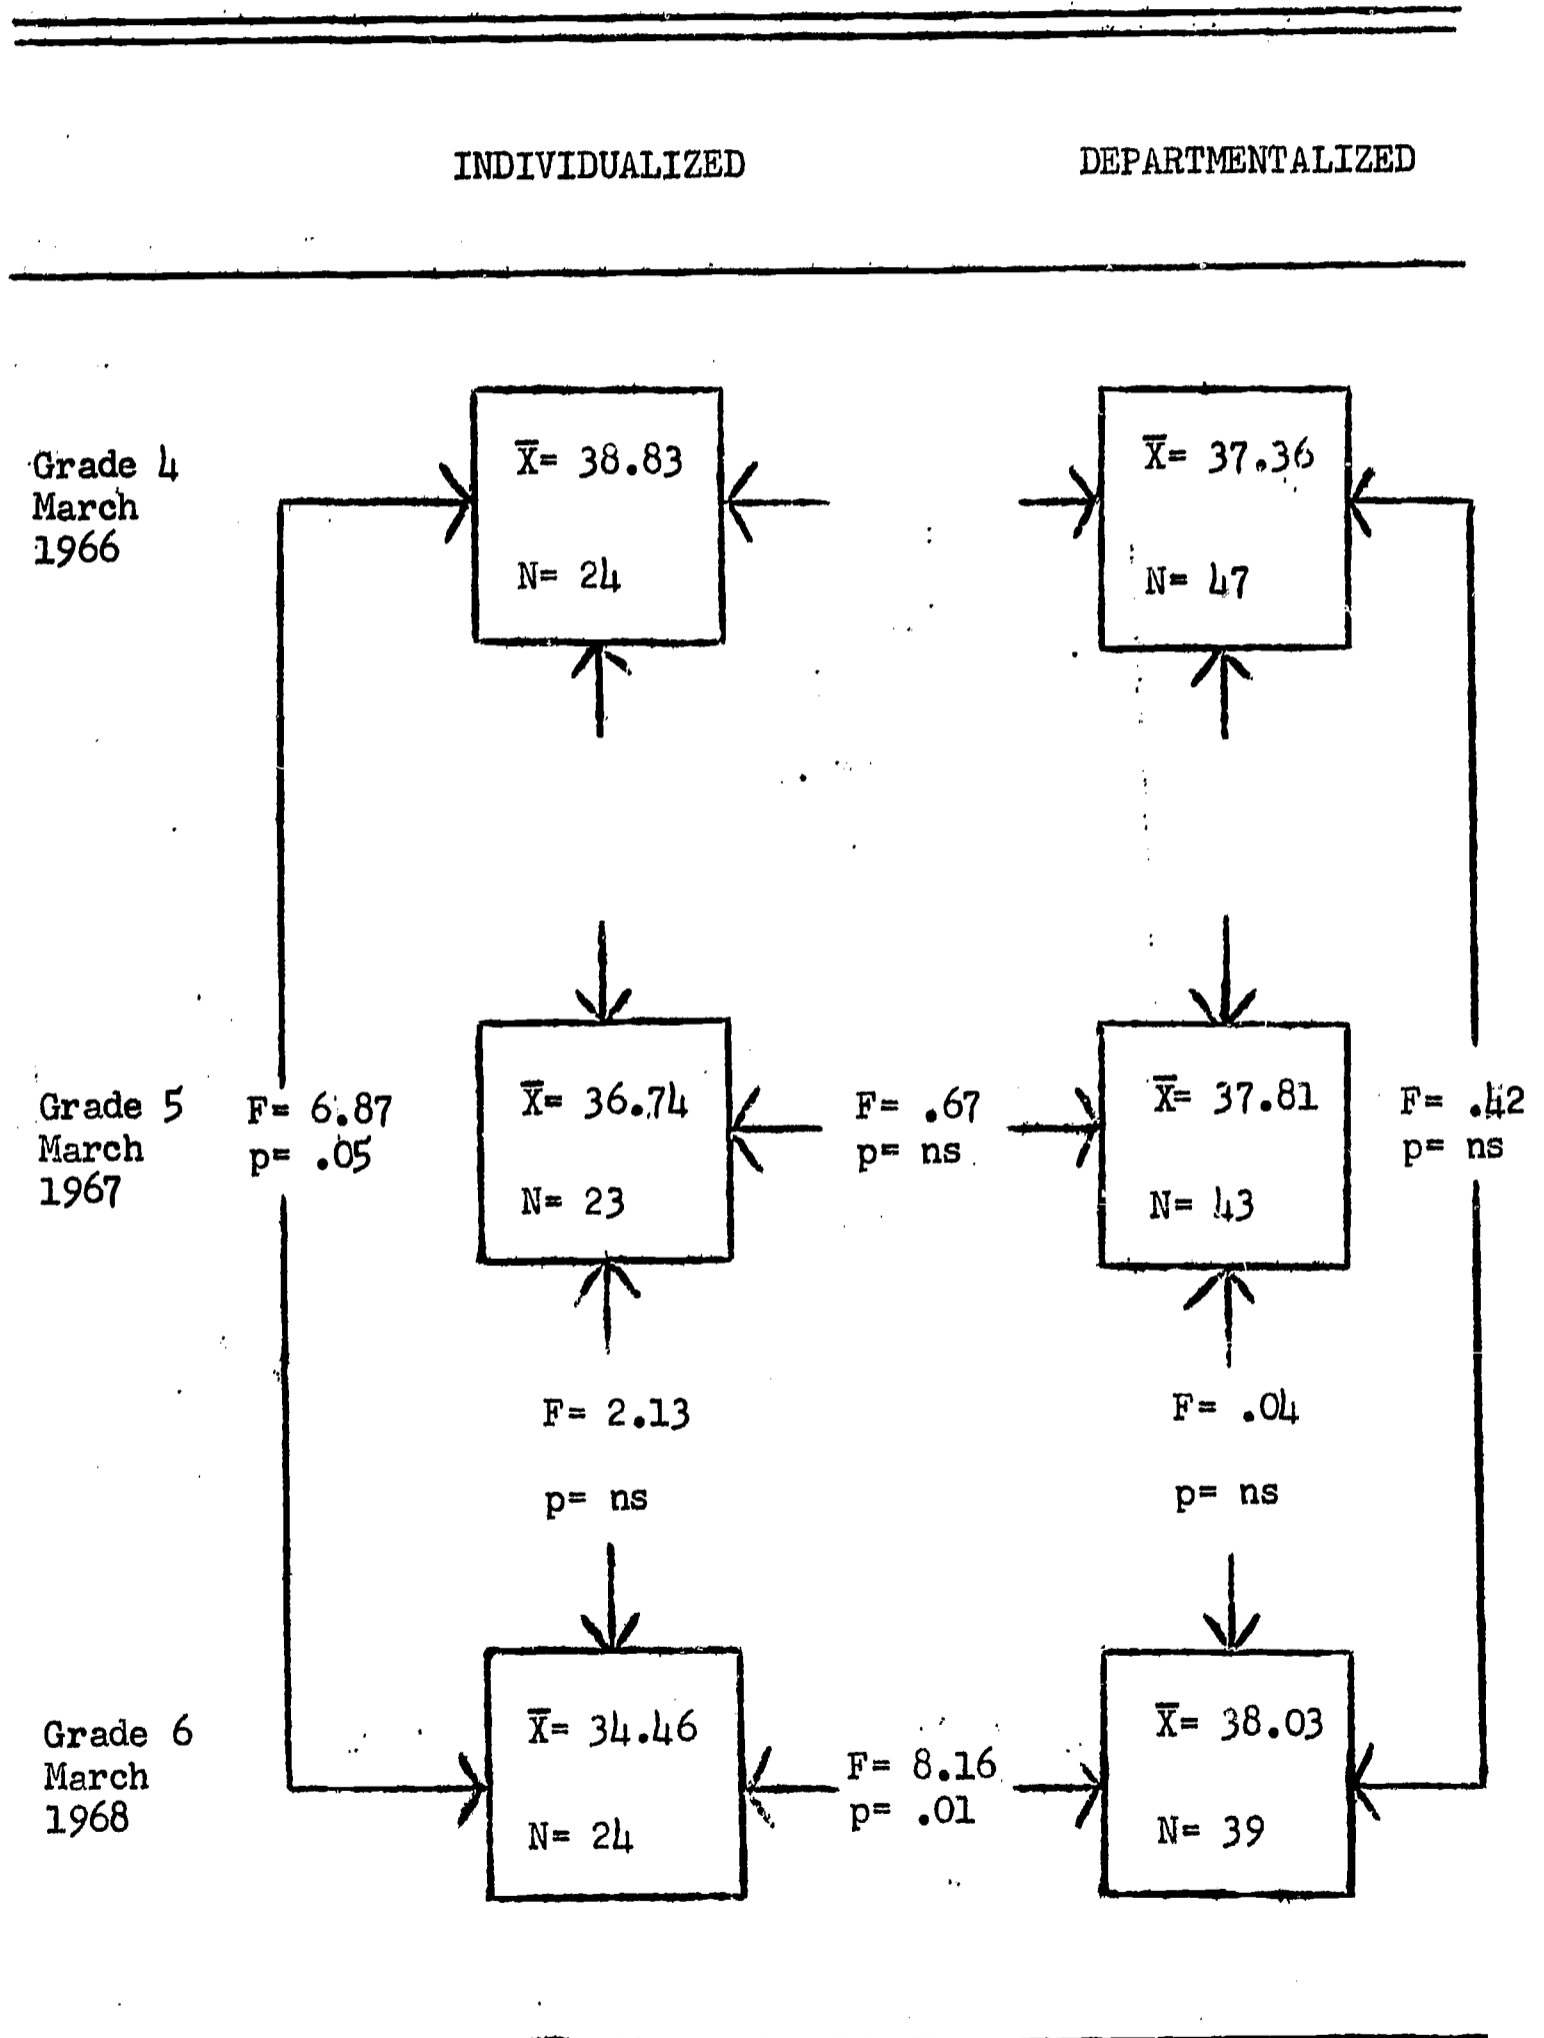 INDIVIDUALIZED DEPARTMENTALIZED
Grade 4
March
1966
X̅= 38.83
N= 24
X̅= 37.36
N= 47
Grade 5
March
1967
F= 6.87
p= .05
X̅= 36.74
N= 23
F= .67
p= ns
X̅= 37.81
N= 43
F= .42
p= ns
F= 2.13
p= ns
F= .04
p= ns
Grade 6
March
1968
X̅= 34.46
N= 24
F= 8.16
p= .01
X̅= 38.03
N= 39